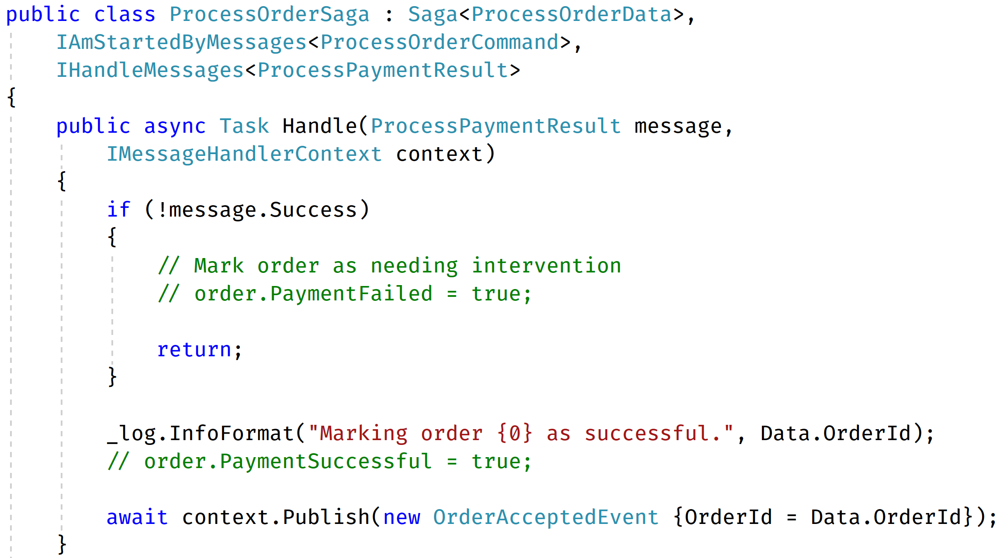 public class ProcessOrderSaga : Saga<ProcessOrderData>,
    IAmStartedByMessages<ProcessOrderCommand>,
    IHandleMessages<ProcessPaymentResult>
{
    public async Task Handle(ProcessPaymentResult message,
        IMessageHandlerContext context)
    {
        if (!message.Success)
        {
            // Mark order as needing intervention
            // order.PaymentFailed = true;

            return;
        }

        _log.InfoFormat("Marking order {0} as successful.", Data.OrderId);
        // order.PaymentSuccessful = true;

        await context.Publish(new OrderAcceptedEvent {OrderId = Data.OrderId});
    }